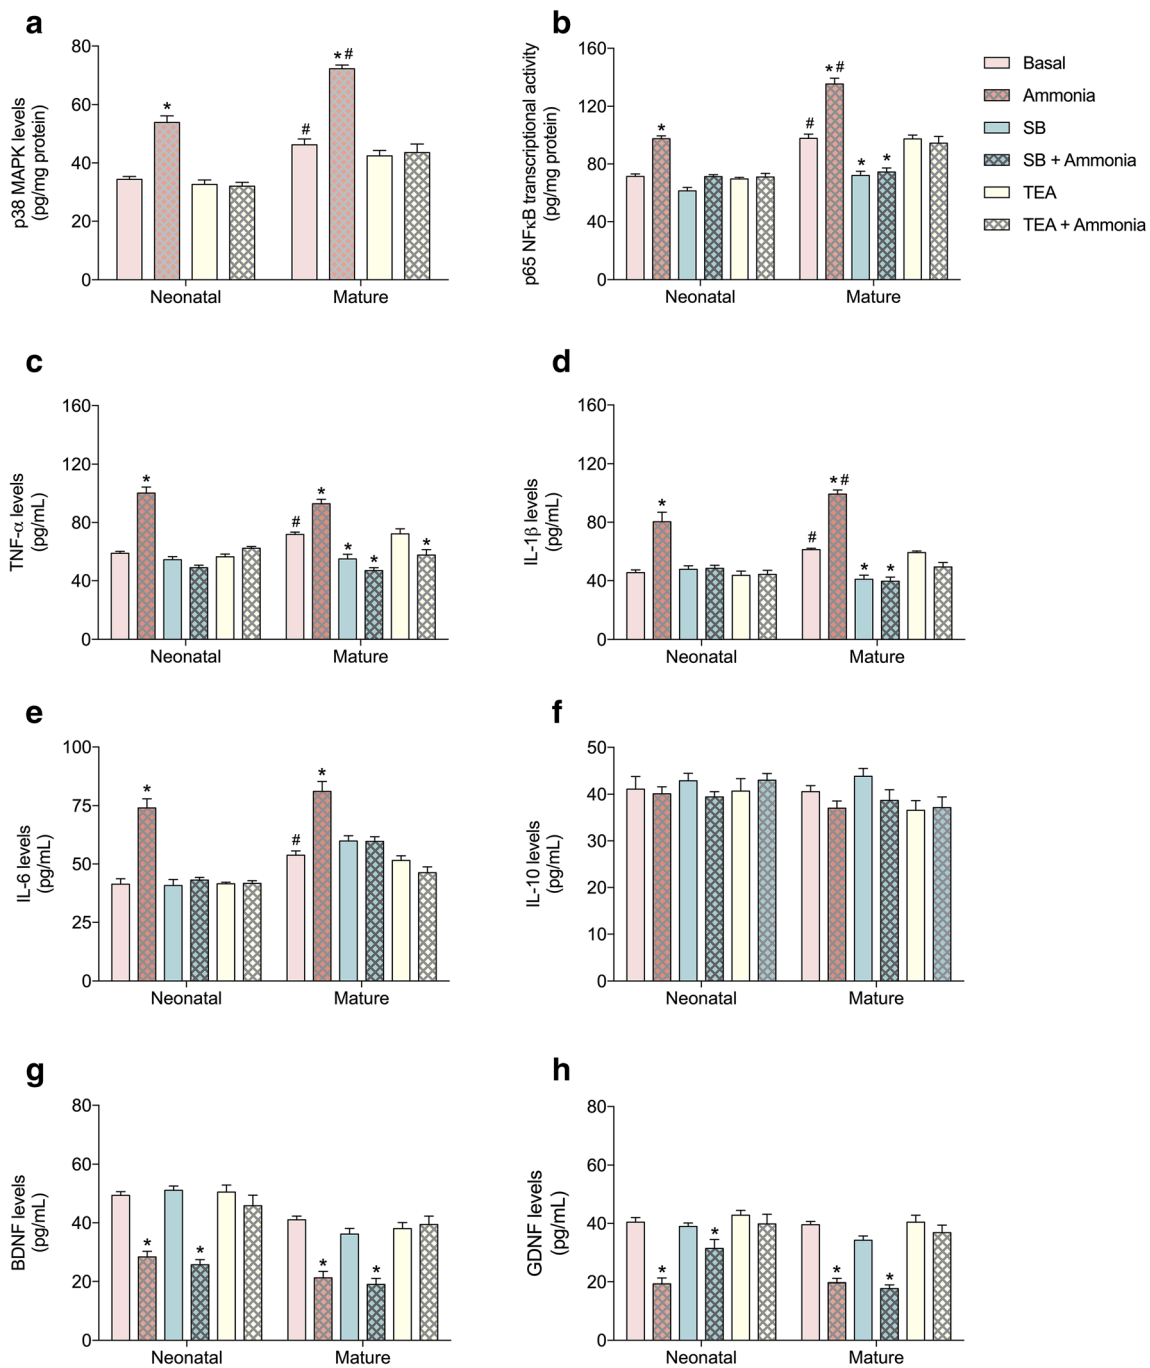 a
p38 MAPK levels
(pg/mg protein)
80
60
40
20
0
*
#
* #
Neonatal
Mature
b
p65 NFκB transcriptional activity
(pg/mg protein)
160
120
80
40
0
*
#
* #
*
*
Neonatal
Mature
Basal
Ammonia
SB
SB + Ammonia
TEA
TEA + Ammonia
c
TNF-α levels
(pg/mL)
160
120
80
40
0
*
#
*
*
*
*
Neonatal
Mature
d
IL-1β levels
(pg/mL)
160
120
80
40
0
*
#
* #
*
*
Neonatal
Mature
e
IL-6 levels
(pg/mL)
100
75
50
25
0
*
#
*
Neonatal
Mature
f
IL-10 levels
(pg/mL)
50
40
30
20
10
0
Neonatal
Mature
g
BDNF levels
(pg/mL)
80
60
40
20
0
*
*
*
*
Neonatal
Mature
h
GDNF levels
(pg/mL)
80
60
40
20
0
*
*
*
*
Neonatal
Mature